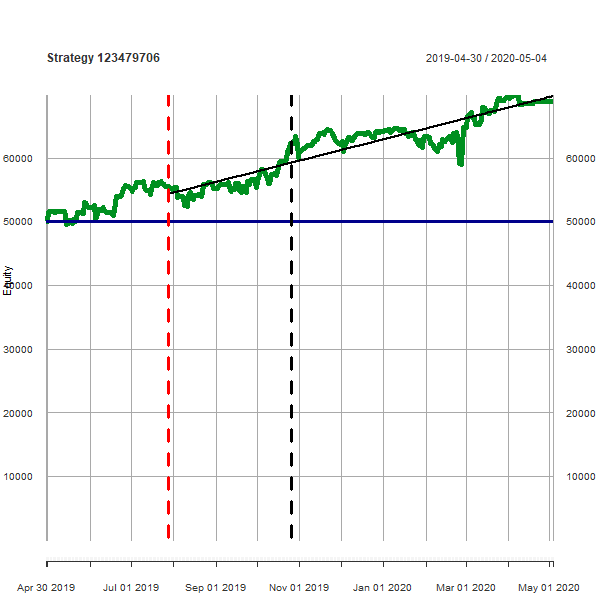 Strategy 123479706 2019-04-30 / 2020-05-04
60000 60000
50000 50000
Equity
40000 40000
30000 30000
20000 20000
10000 10000
Apr 30 2019 Jul 01 2019 Sep 01 2019 Nov 01 2019 Jan 01 2020 Mar 01 2020 May 01 2020